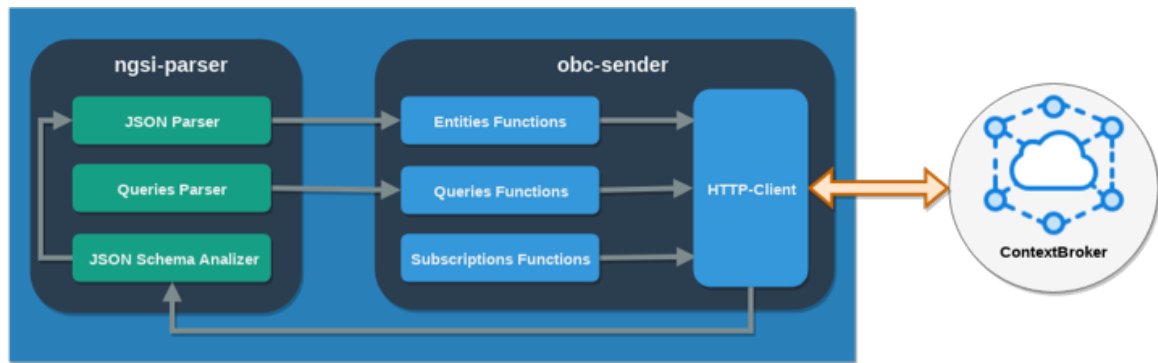 ngsi-parser
obc-sender
JSON Parser
Entities Functions
Queries Parser
Queries Functions
HTTP-Client
JSON Schema Analizer
Subscriptions Functions
ContextBroker